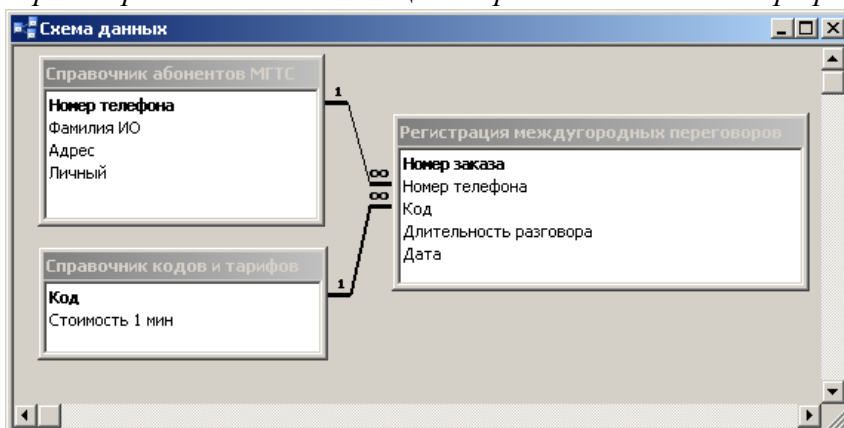 Схема данных
Справочник абонентов МГТС
Номер телефона
Фамилия ИО
Адрес
Личный
1
∞
∞
Регистрация междугородных переговоров
Номер заказа
Номер телефона
Код
Длительность разговора
Дата
Справочник кодов и тарифов
1
Код
Стоимость 1 мин